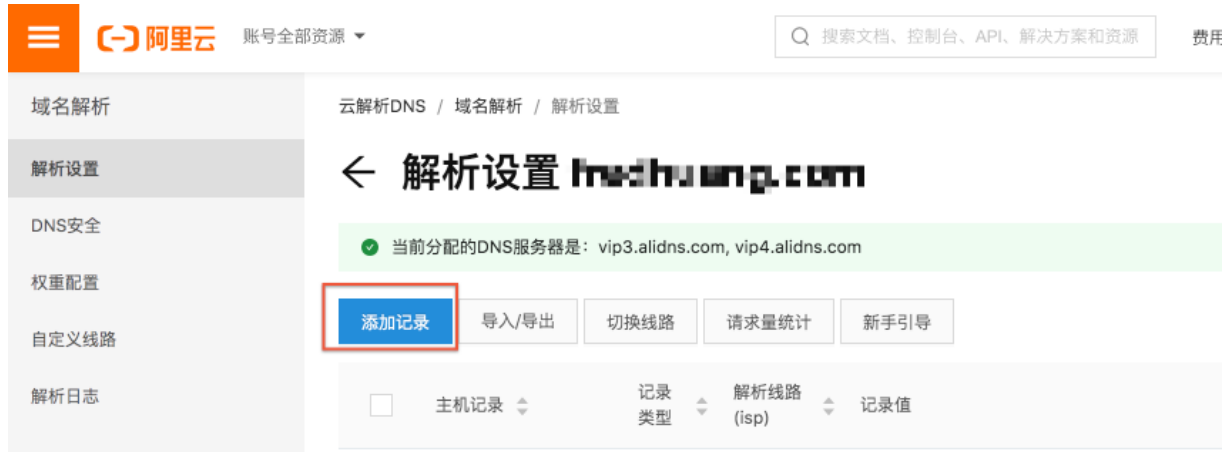 阿里云 账号全部资源 搜索文档、控制台、API、解决方案和资源 费用
域名解析
解析设置
DNS安全
权重配置
自定义线路
解析日志
云解析DNS / 域名解析 / 解析设置
解析设置
当前分配的DNS服务器是：vip3.alidns.com, vip4.alidns.com
添加记录 导入/导出 切换线路 请求量统计 新手引导
主机记录 记录类型 解析线路(isp) 记录值